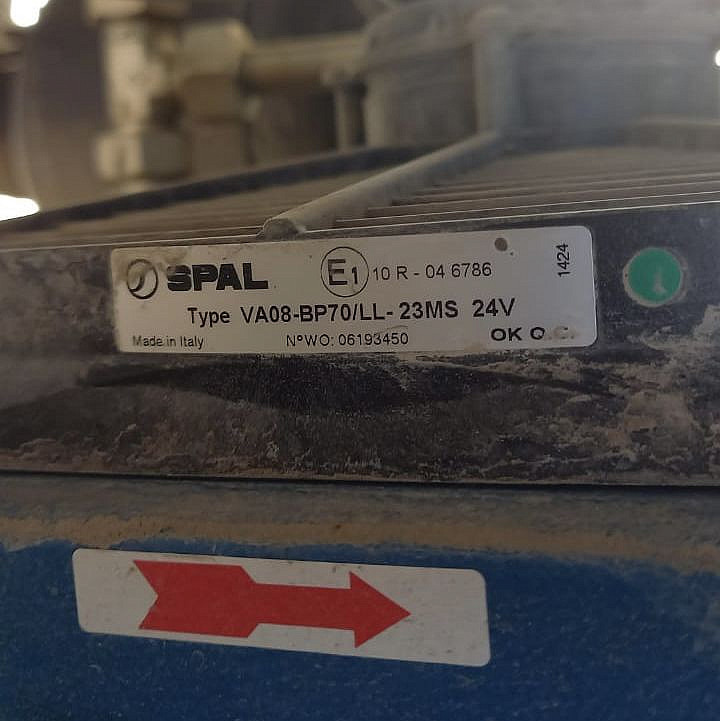 SPAL E1 10 R - 04 6786
1424
Type VA08-BP70/LL- 23MS 24V
Made in Italy N°WO: 06193450 OK Q.C.